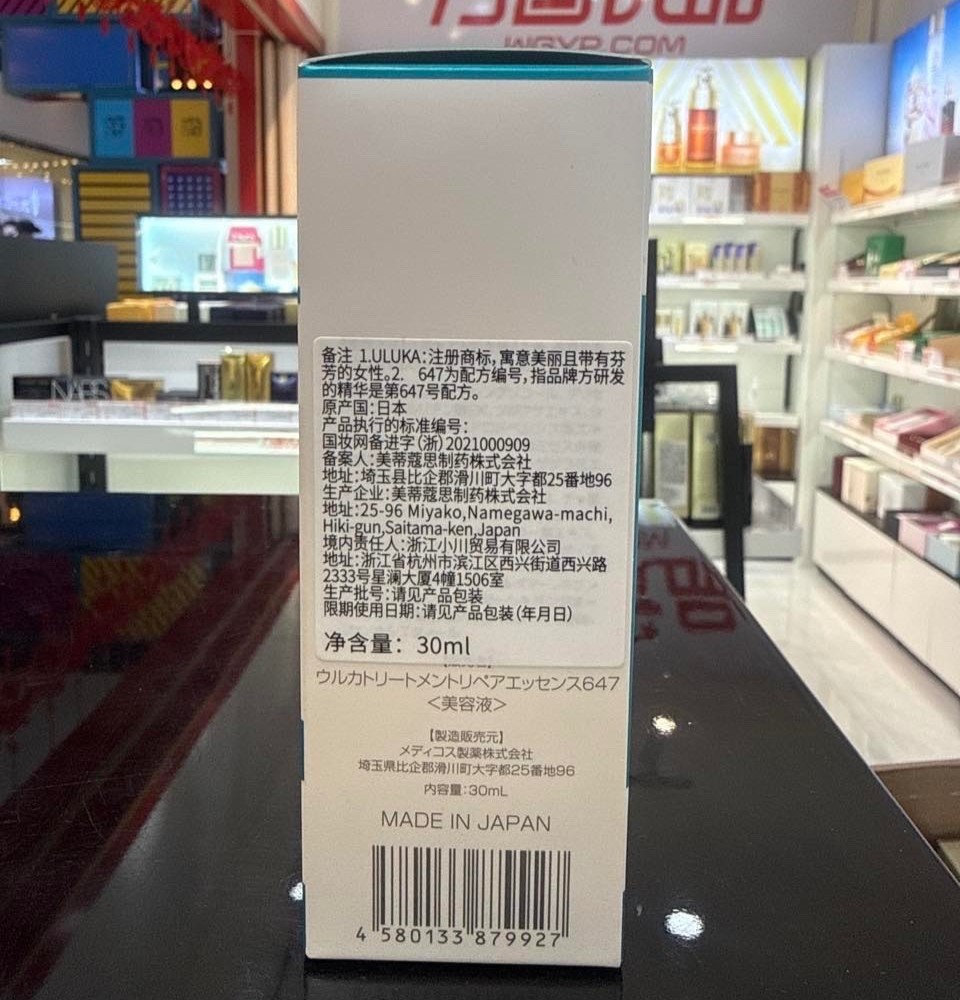 WGYP.COM
备注 1.ULUKA:注册商标,寓意美丽且带有芬
芳的女性。2. 647为配方编号,指品牌方研发
的精华是第647号配方。
原产国:日本
产品执行的标准编号:
国妆网备进字(浙)2021000909
备案人:美蒂蔻思制药株式会社
地址:埼玉县比企郡滑川町大字都25番地96
生产企业:美蒂蔻思制药株式会社
地址:25-96 Miyako,Namegawa-machi,
Hiki-gun,Saitama-ken,Japan
境内责任人:浙江小川贸易有限公司
地址:浙江省杭州市滨江区西兴街道西兴路
2333号星澜大厦4幢1506室
生产批号:请见产品包装
限期使用日期:请见产品包装(年月日)
净含量: 30ml
ウルカトリートメントリペアエッセンス647
<美容液>
【製造販売元】
メディコス製薬株式会社
埼玉県比企郡滑川町大字都25番地96
内容量:30mL
MADE IN JAPAN
4 580133 879927